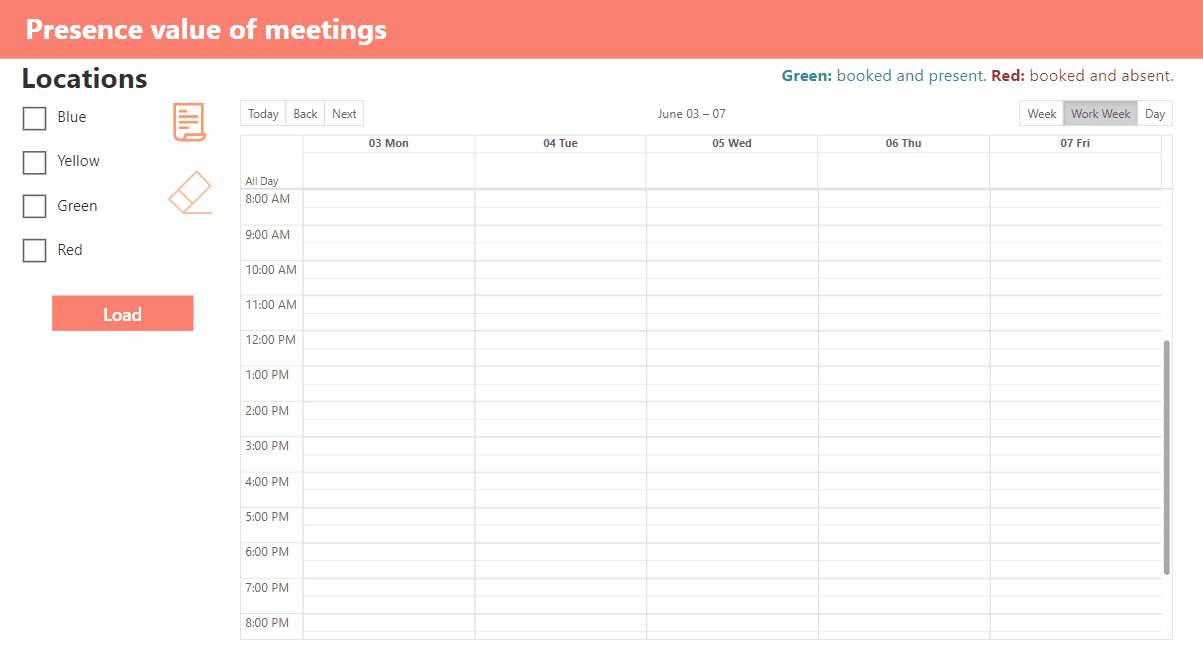 Presence value of meetings
Locations
Green: booked and present. Red: booked and absent.
Blue
Yellow
Green
Red
Load
Today Back Next June 03 – 07 Week Work Week Day
03 Mon 04 Tue 05 Wed 06 Thu 07 Fri
All Day
8:00 AM
9:00 AM
10:00 AM
11:00 AM
12:00 PM
1:00 PM
2:00 PM
3:00 PM
4:00 PM
5:00 PM
6:00 PM
7:00 PM
8:00 PM